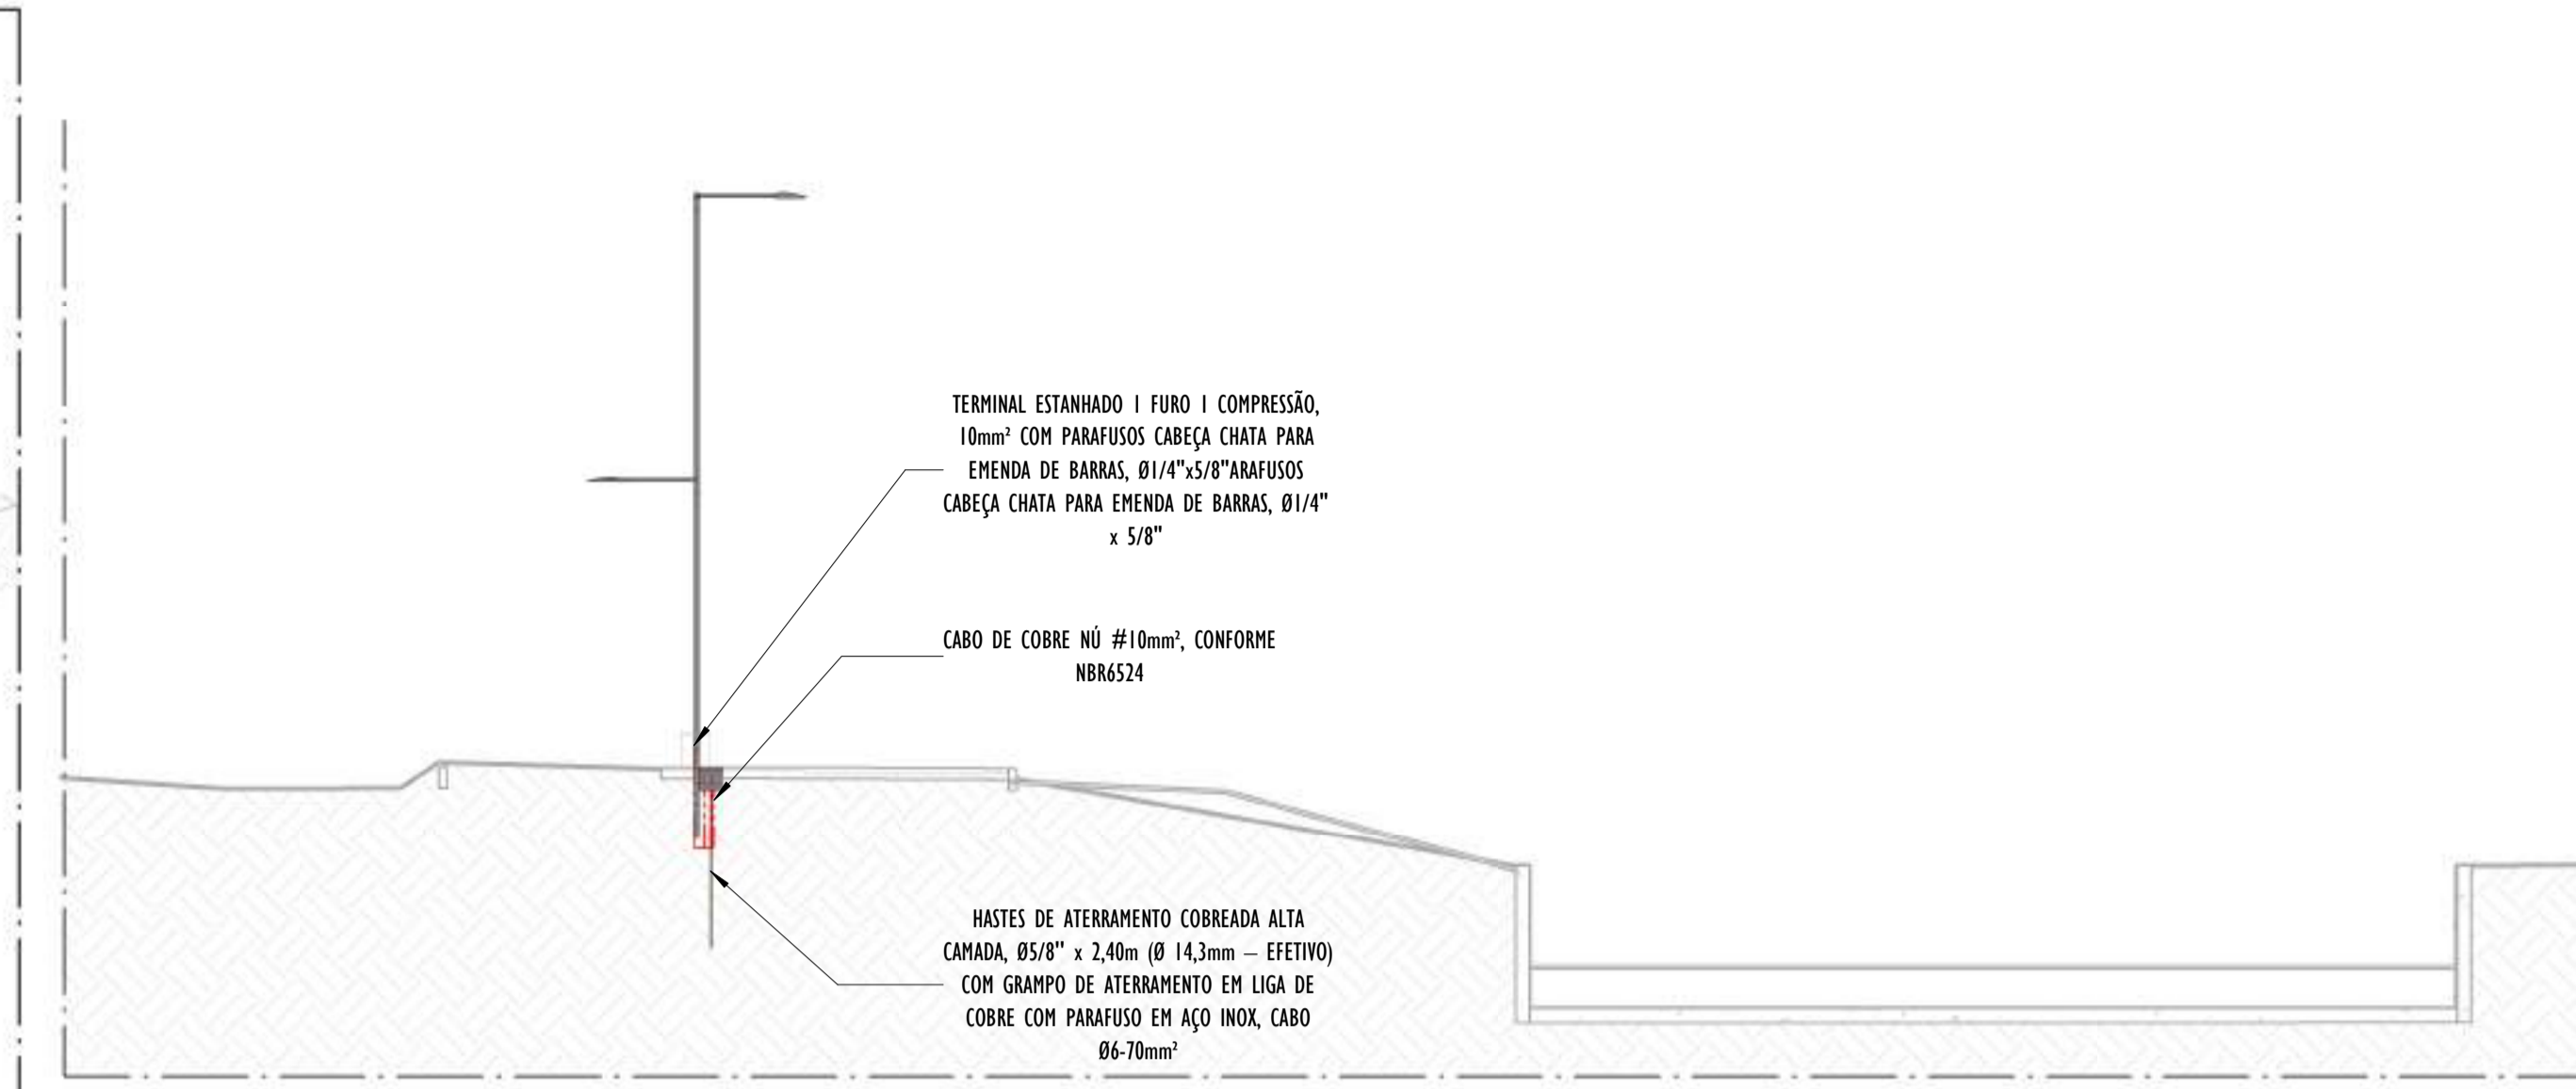 TERMINAL ESTANHADO 1 FURO 1 COMPRESSÃO,
10mm² COM PARAFUSOS CABEÇA CHATA PARA
EMENDA DE BARRAS, Ø1/4"x5/8"ARAFUSOS
CABEÇA CHATA PARA EMENDA DE BARRAS, Ø1/4"
x 5/8"
CABO DE COBRE NÚ #10mm², CONFORME
NBR6524
HASTES DE ATERRAMENTO COBREADA ALTA
CAMADA, Ø5/8" x 2,40m (Ø 14,3mm – EFETIVO)
COM GRAMPO DE ATERRAMENTO EM LIGA DE
COBRE COM PARAFUSO EM AÇO INOX, CABO
Ø6-70mm²